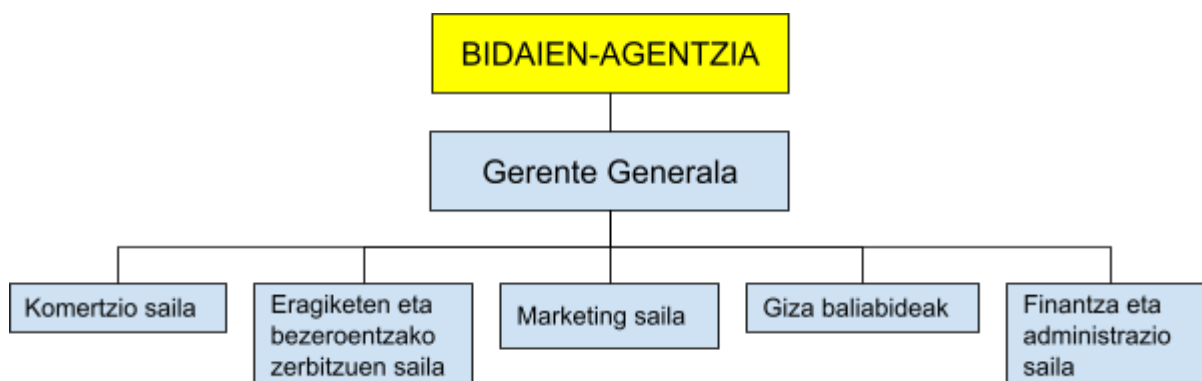 BIDAIEN-AGENTZIA
Gerente Generala
Komertzio saila
Eragiketen eta
bezeroentzako
zerbitzuen saila
Marketing saila
Giza baliabideak
Finantza eta
administrazio
saila